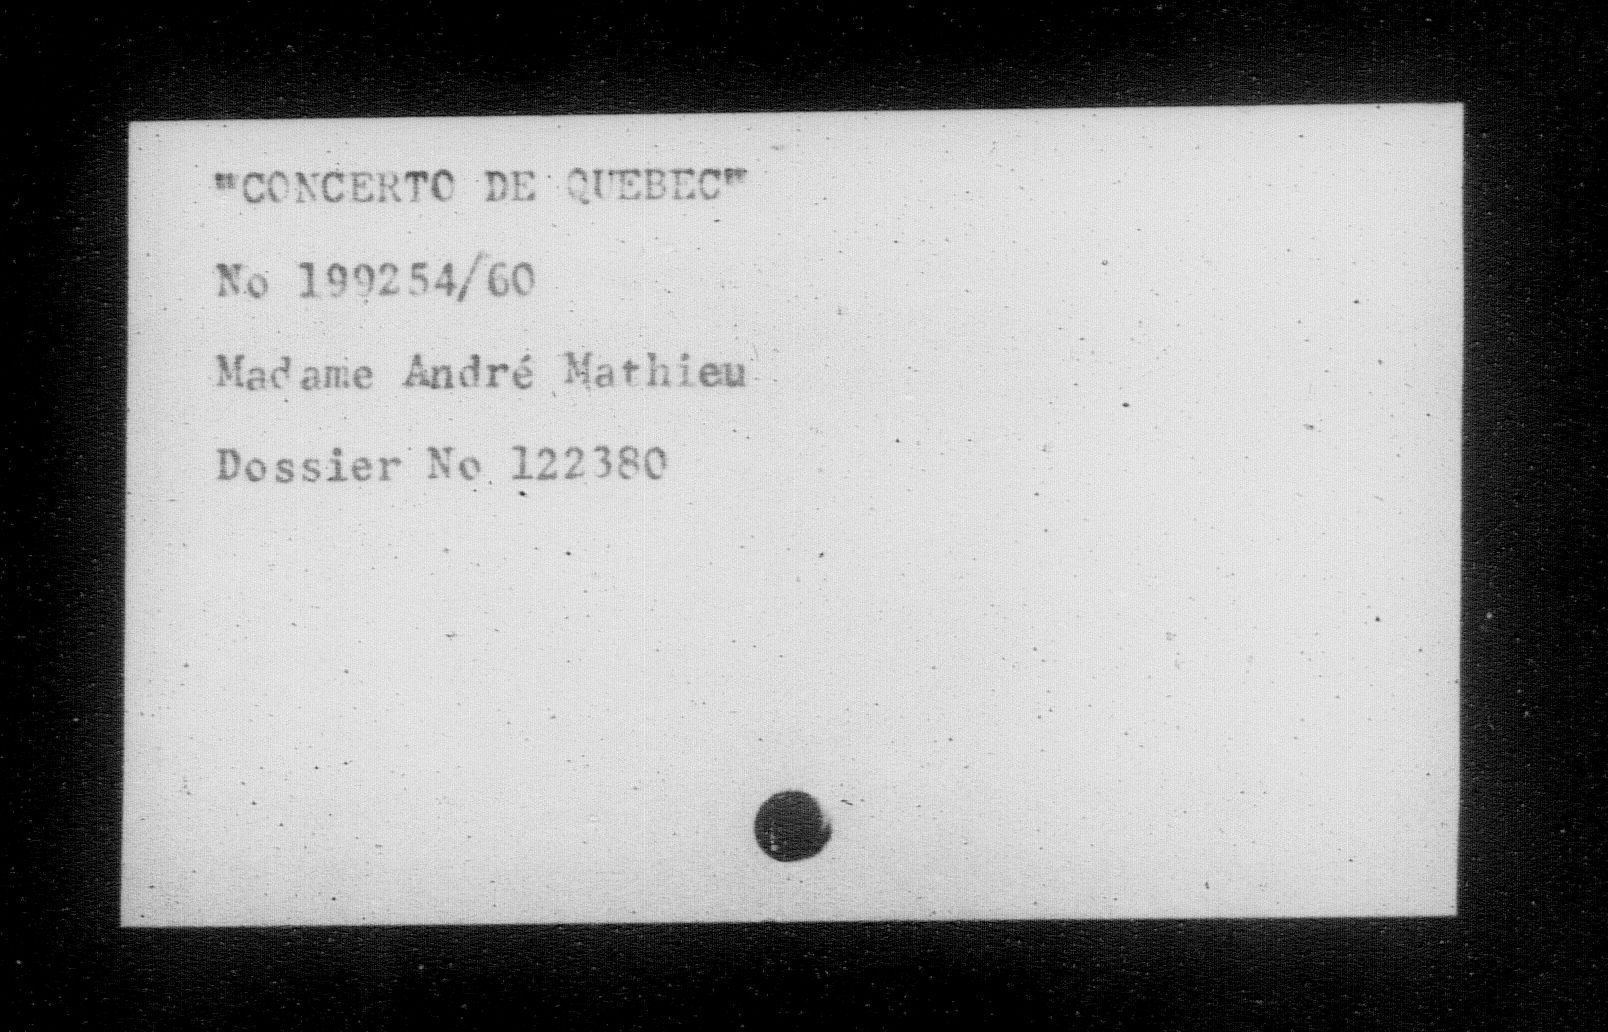 "CONCERTO DE QUEBEC"
No 199254/60
Madame André Mathieu
Dossier No 122380